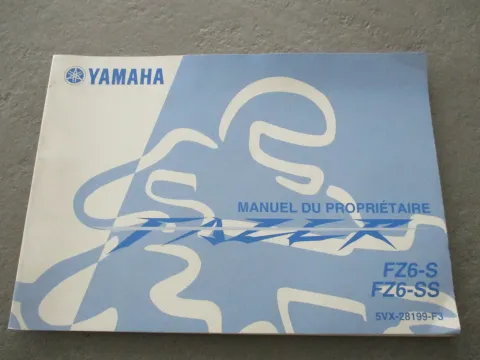 YAMAHA
MANUEL DU PROPRIÉTAIRE
FAZER
FZ6-S
FZ6-SS
5VX-28199-F3